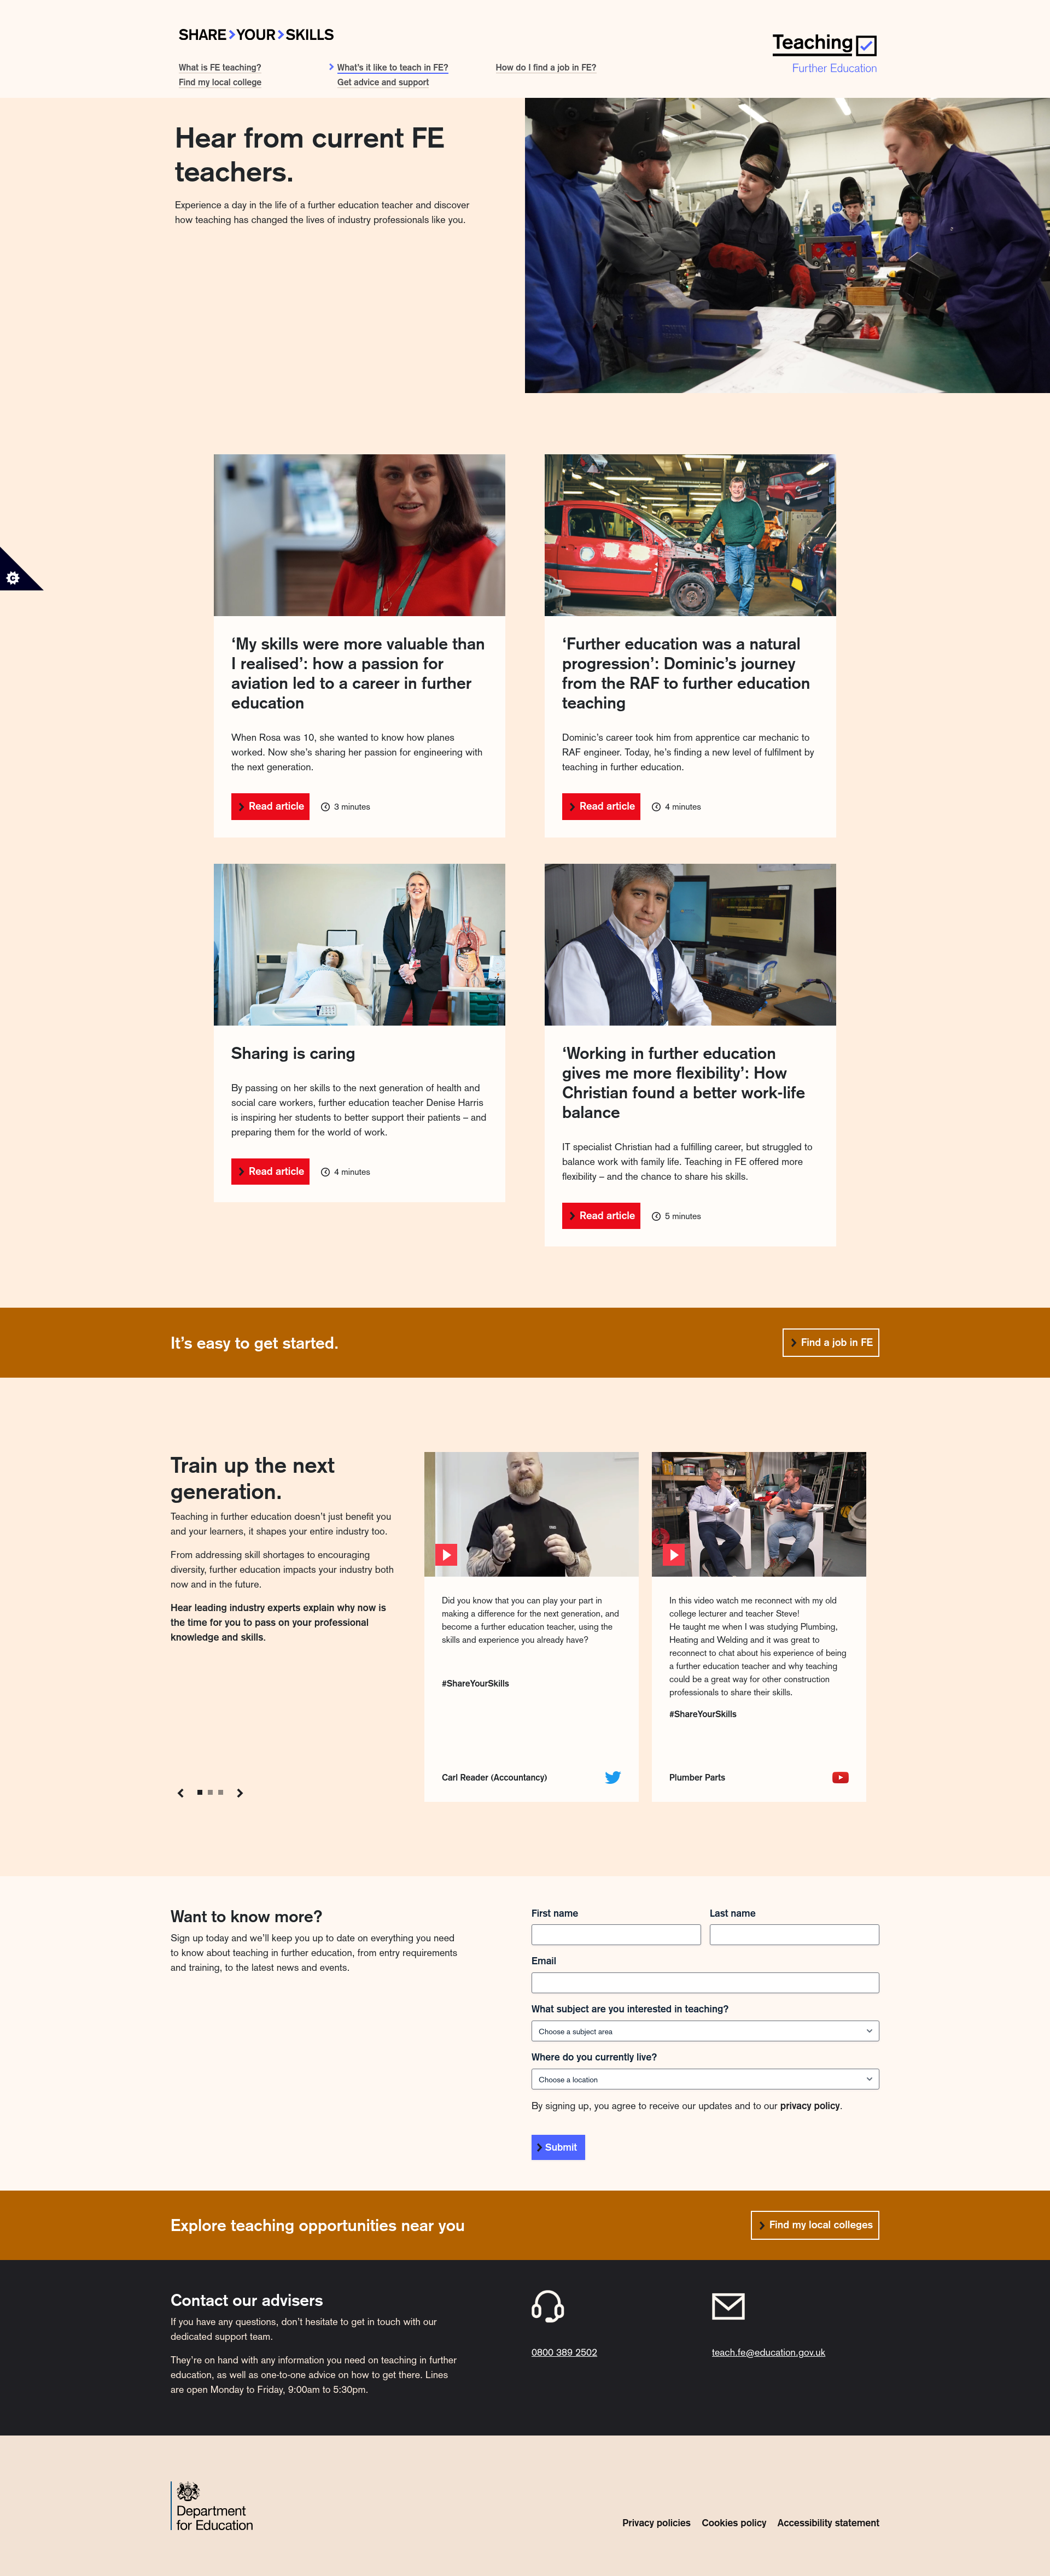 SHARE YOUR SKILLS
Teaching
Further Education
What is FE teaching?
What's it like to teach in FE?
How do I find a job in FE?
Find my local college
Get advice and support
Hear from current FE
teachers.
Experience a day in the life of a further education teacher and discover
how teaching has changed the lives of industry professionals like you.
‘My skills were more valuable than
I realised’: how a passion for
aviation led to a career in further
education
When Rosa was 10, she wanted to know how planes
worked. Now she’s sharing her passion for engineering with
the next generation.
Read article
3 minutes
‘Further education was a natural
progression’: Dominic’s journey
from the RAF to further education
teaching
Dominic’s career took him from apprentice car mechanic to
RAF engineer. Today, he’s finding a new level of fulfilment by
teaching in further education.
Read article
4 minutes
Sharing is caring
By passing on her skills to the next generation of health and
social care workers, further education teacher Denise Harris
is inspiring her students to better support their patients – and
preparing them for the world of work.
Read article
4 minutes
‘Working in further education
gives me more flexibility’: How
Christian found a better work-life
balance
IT specialist Christian had a fulfilling career, but struggled to
balance work with family life. Teaching in FE offered more
flexibility – and the chance to share his skills.
Read article
5 minutes
It’s easy to get started.
Find a job in FE
Train up the next
generation.
Teaching in further education doesn’t just benefit you
and your learners, it shapes your entire industry too.
From addressing skill shortages to encouraging
diversity, further education impacts your industry both
now and in the future.
Hear leading industry experts explain why now is
the time for you to pass on your professional
knowledge and skills.
Did you know that you can play your part in
making a difference for the next generation, and
become a further education teacher, using the
skills and experience you already have?
#ShareYourSkills
Carl Reader (Accountancy)
In this video watch me reconnect with my old
college lecturer and teacher Steve!
He taught me when I was studying Plumbing,
Heating and Welding and it was great to
reconnect to chat about his experience of being
a further education teacher and why teaching
could be a great way for other construction
professionals to share their skills.
#ShareYourSkills
Plumber Parts
Want to know more?
Sign up today and we’ll keep you up to date on everything you need
to know about teaching in further education, from entry requirements
and training, to the latest news and events.
First name
Last name
Email
What subject are you interested in teaching?
Choose a subject area
Where do you currently live?
Choose a location
By signing up, you agree to receive our updates and to our privacy policy.
Submit
Explore teaching opportunities near you
Find my local colleges
Contact our advisers
If you have any questions, don’t hesitate to get in touch with our
dedicated support team.
They’re on hand with any information you need on teaching in further
education, as well as one-to-one advice on how to get there. Lines
are open Monday to Friday, 9:00am to 5:30pm.
0800 389 2502
teach.fe@education.gov.uk
Department
for Education
Privacy policies
Cookies policy
Accessibility statement